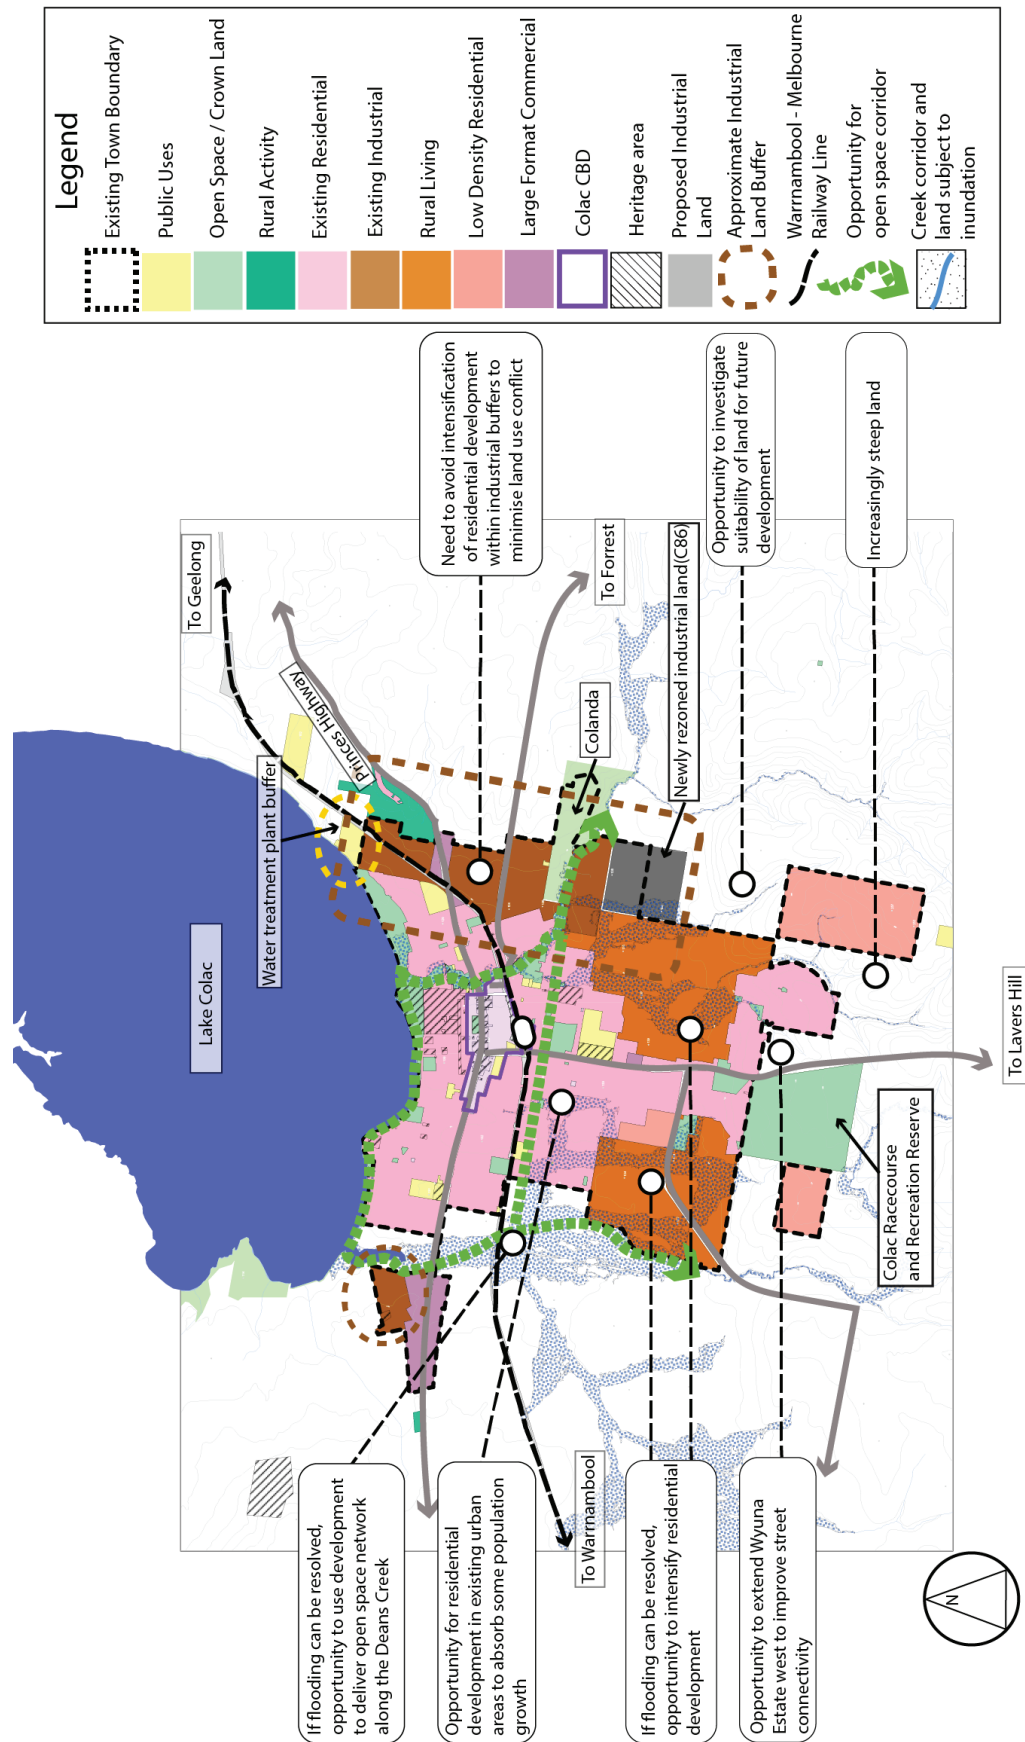 Lake Colac
Water treatment plant buffer
Princes Highway
To Geelong
Need to avoid intensification
of residential development
within industrial buffers to
minimise land use conflict
To Forrest
Colanda
Newly rezoned industrial land(C86)
Opportunity to investigate
suitability of land for future
development
Increasingly steep land
If flooding can be resolved,
opportunity to use development
to deliver open space network
along the Deans Creek
Opportunity for residential
development in existing urban
areas to absorb some population
growth
To Warrnambool
If flooding can be resolved,
opportunity to intensify residential
development
Opportunity to extend Wyuna
Estate west to improve street
connectivity
Colac Racecourse
and Recreation Reserve
To Lavers Hill
N
Legend
Existing Town Boundary
Public Uses
Open Space / Crown Land
Rural Activity
Existing Residential
Existing Industrial
Rural Living
Low Density Residential
Large Format Commercial
Colac CBD
Heritage area
Proposed Industrial
Land
Approximate Industrial
Land Buffer
Warrnambool - Melbourne
Railway Line
Opportunity for
open space corridor
Creek corridor and
land subject to
inundation